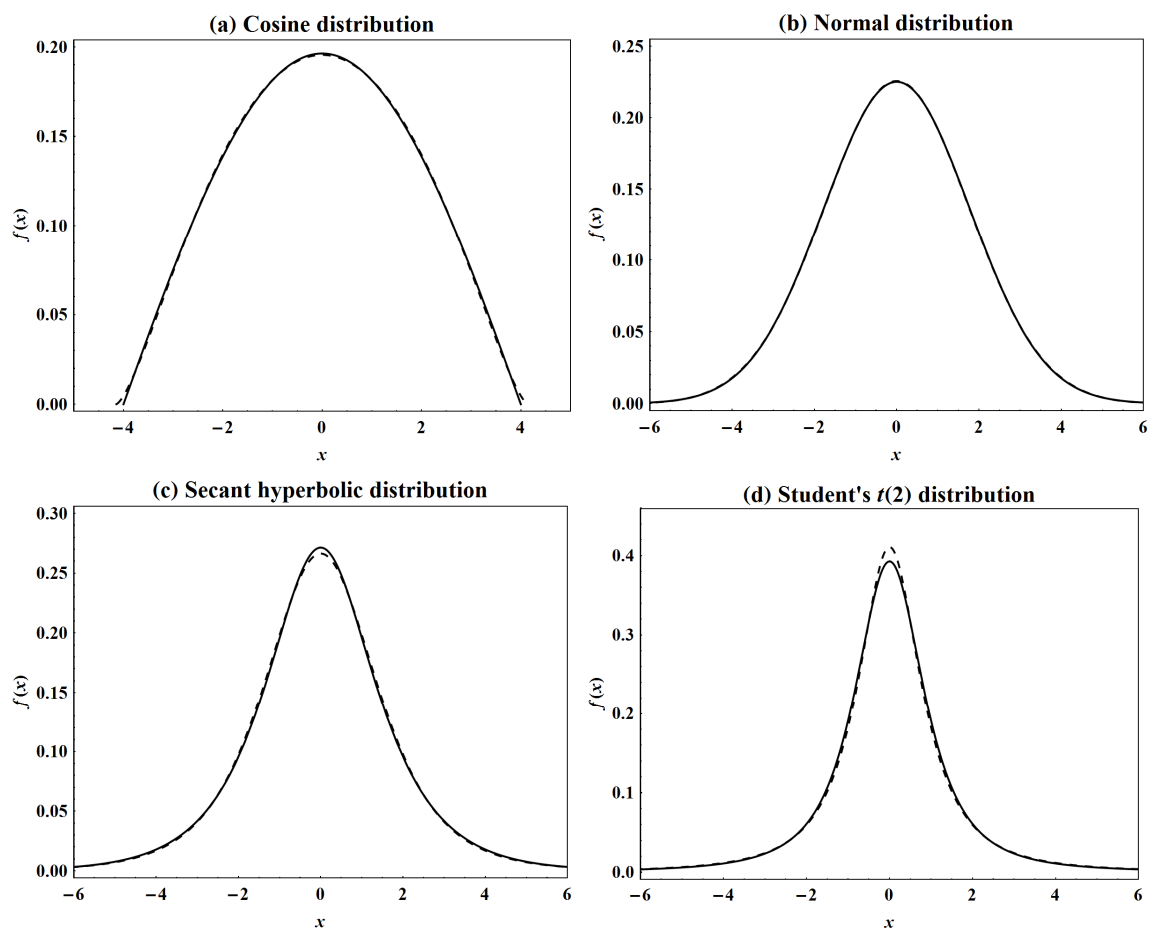 (a) Cosine distribution
0.20
0.15
0.10
0.05
0.00
f(x)
−4 −2 0 2 4
x
(b) Normal distribution
0.25
0.20
0.15
0.10
0.05
0.00
f(x)
−6 −4 −2 0 2 4 6
x
(c) Secant hyperbolic distribution
0.30
0.25
0.20
0.15
0.10
0.05
0.00
f(x)
−6 −4 −2 0 2 4 6
x
(d) Student's t(2) distribution
0.4
0.3
0.2
0.1
0.0
f(x)
−6 −4 −2 0 2 4 6
x